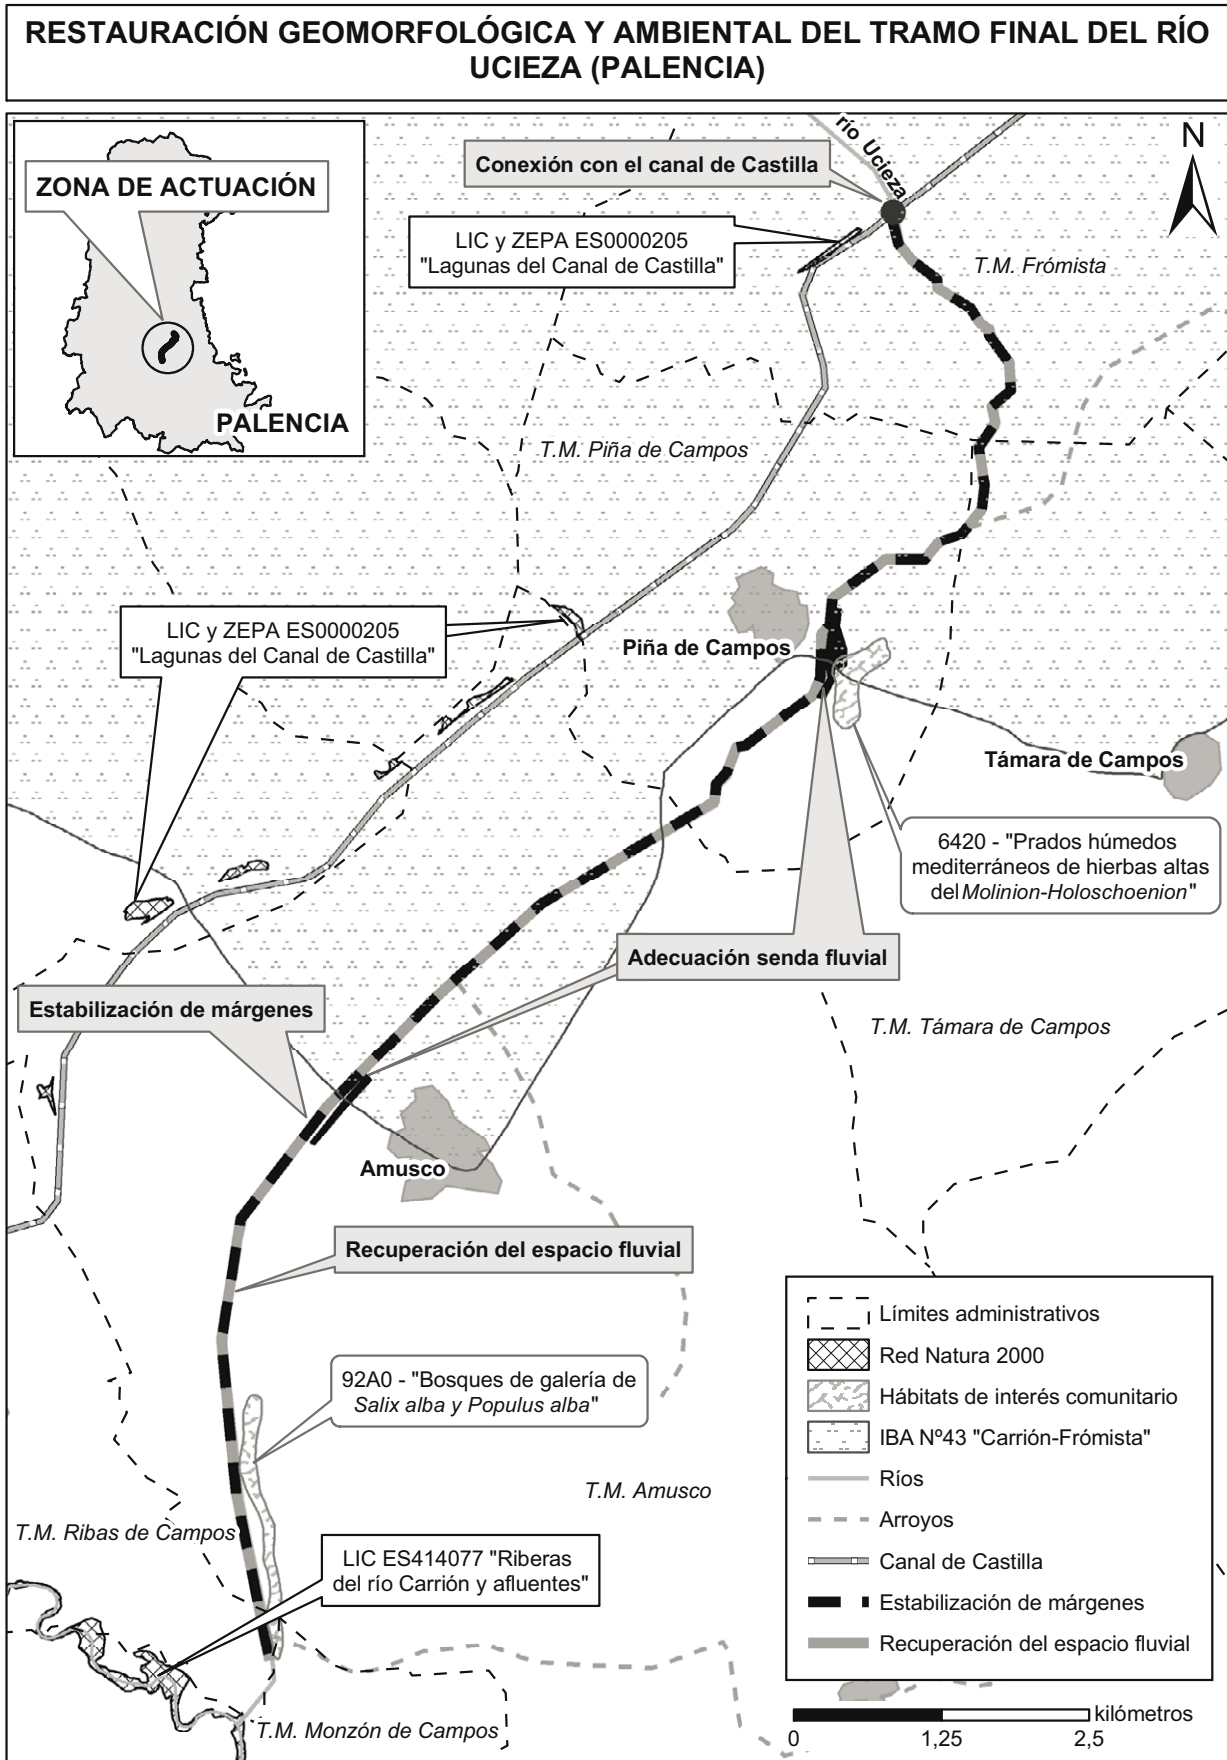 RESTAURACIÓN GEOMORFOLÓGICA Y AMBIENTAL DEL TRAMO FINAL DEL RÍO
UCIEZA (PALENCIA)
ZONA DE ACTUACIÓN
PALENCIA
río Ucieza
N
Conexión con el canal de Castilla
LIC y ZEPA ES0000205
"Lagunas del Canal de Castilla"
T.M. Frómista
T.M. Piña de Campos
LIC y ZEPA ES0000205
"Lagunas del Canal de Castilla"
Piña de Campos
Támara de Campos
6420 - "Prados húmedos
mediterráneos de hierbas altas
del Molinion-Holoschoenion"
Adecuación senda fluvial
Estabilización de márgenes
T.M. Támara de Campos
Amusco
Recuperación del espacio fluvial
92A0 - "Bosques de galería de
Salix alba y Populus alba"
T.M. Amusco
T.M. Ribas de Campos
LIC ES414077 "Riberas
del río Carrión y afluentes"
T.M. Monzón de Campos
Límites administrativos
Red Natura 2000
Hábitats de interés comunitario
IBA Nº43 "Carrión-Frómista"
Ríos
Arroyos
Canal de Castilla
Estabilización de márgenes
Recuperación del espacio fluvial
kilómetros
0 1,25 2,5